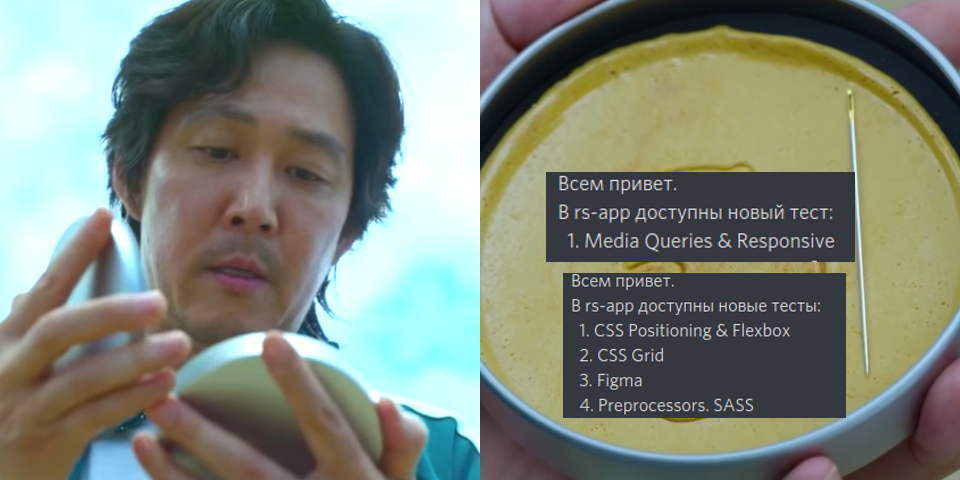 Всем привет.
В rs-app доступны новый тест:
1. Media Queries & Responsive
Всем привет.
В rs-app доступны новые тесты:
1. CSS Positioning & Flexbox
2. CSS Grid
3. Figma
4. Preprocessors. SASS